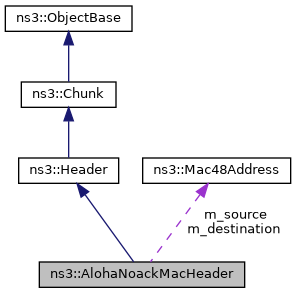 ns3::ObjectBase
ns3::Chunk
ns3::Header
ns3::Mac48Address
m_source
m_destination
ns3::AlohaNoackMacHeader